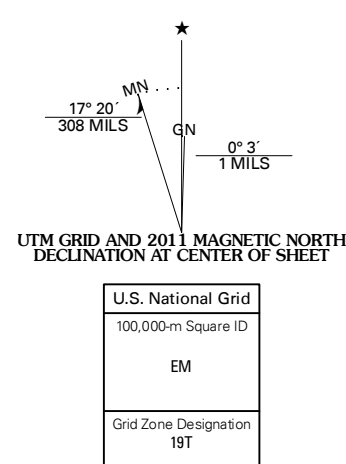 MN
17° 20´
308 MILS
GN
0° 3´
1 MILS
UTM GRID AND 2011 MAGNETIC NORTH
DECLINATION AT CENTER OF SHEET
U.S. National Grid
100,000-m Square ID
EM
Grid Zone Designation
19T